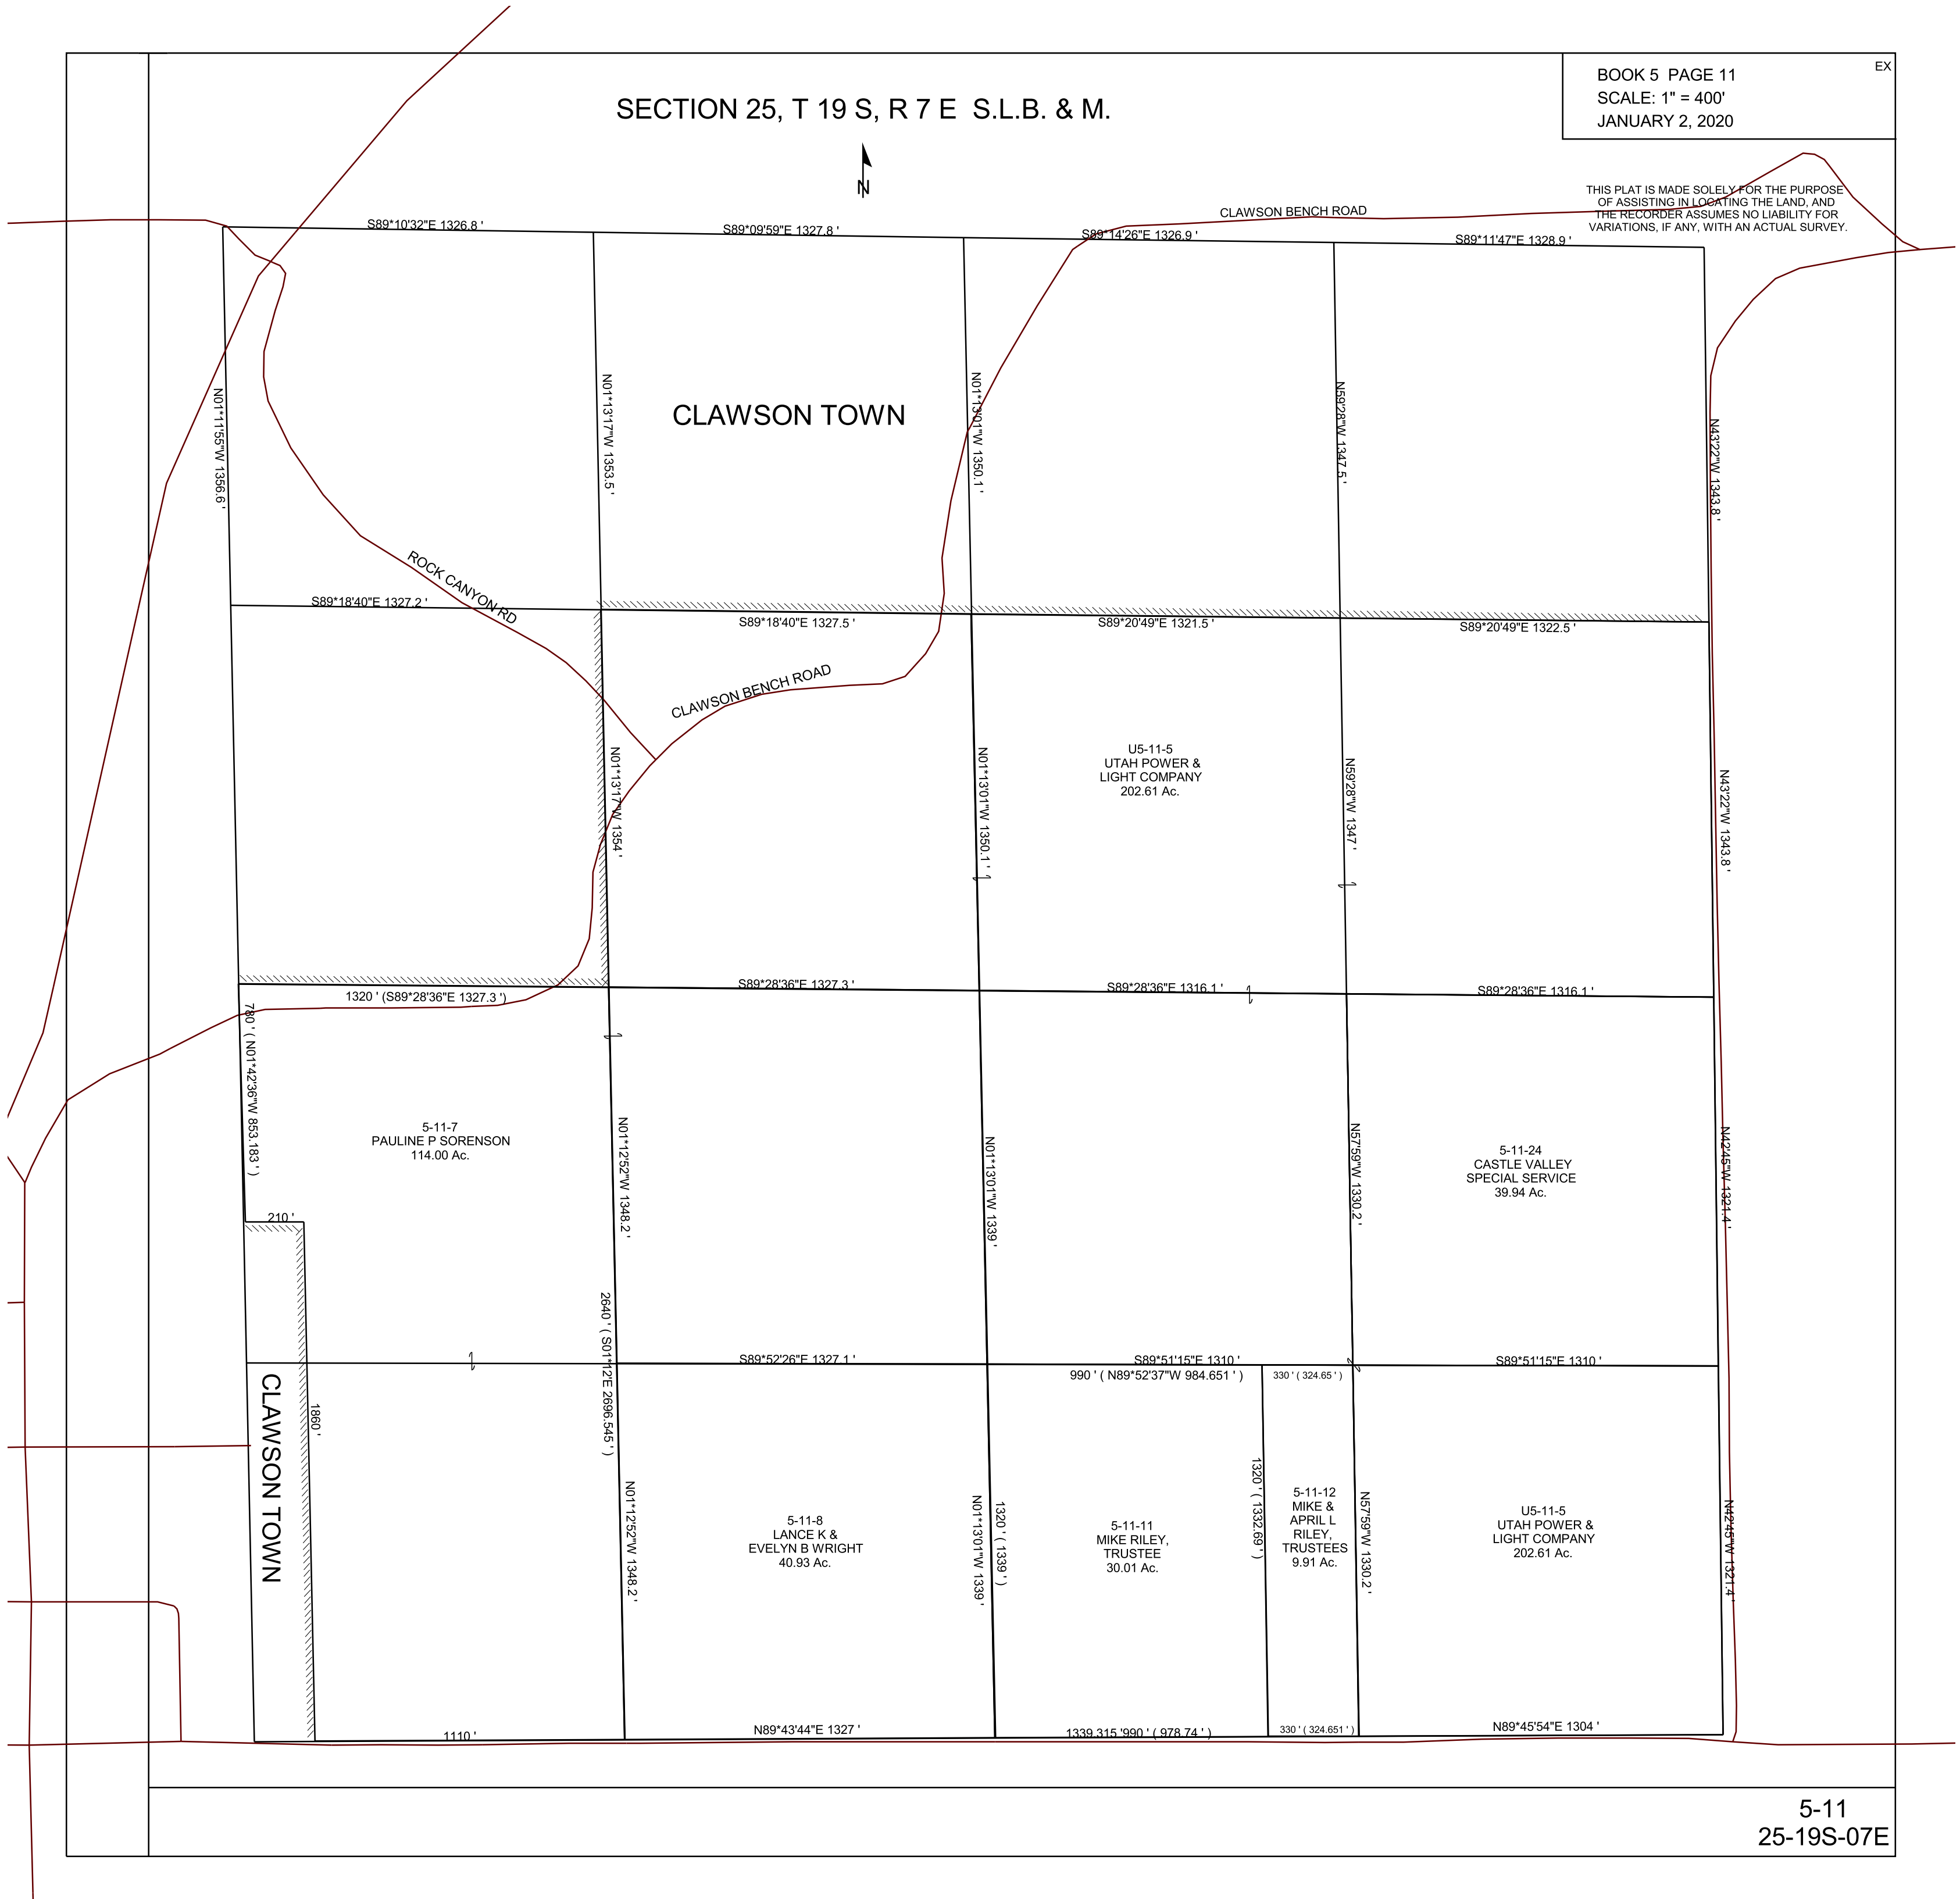 BOOK 5 PAGE 11
SCALE: 1" = 400'
JANUARY 2, 2020
EX
SECTION 25, T 19 S, R 7 E S.L.B. & M.
N
THIS PLAT IS MADE SOLELY FOR THE PURPOSE
OF ASSISTING IN LOCATING THE LAND, AND
THE RECORDER ASSUMES NO LIABILITY FOR
VARIATIONS, IF ANY, WITH AN ACTUAL SURVEY.
CLAWSON BENCH ROAD
S89*10'32"E 1326.8 '
S89*09'59"E 1327.8 '
S89*14'26"E 1326.9 '
S89*11'47"E 1328.9 '
N01*11'55"W 1356.6 '
N01*13'17"W 1353.5 '
N01*13'01"W 1350.1 '
N59'28"W 1347.5 '
N43'22"W 1343.8 '
CLAWSON TOWN
ROCK CANYON RD
S89*18'40"E 1327.2 '
S89*18'40"E 1327.5 '
S89*20'49"E 1321.5 '
S89*20'49"E 1322.5 '
CLAWSON BENCH ROAD
N01*13'17"W 1354 '
N01*13'01"W 1350.1 '
U5-11-5
UTAH POWER &
LIGHT COMPANY
202.61 Ac.
N59'28"W 1347 '
N43'22"W 1343.8 '
1320 ' (S89*28'36"E 1327.3 ')
S89*28'36"E 1327.3 '
S89*28'36"E 1316.1 '
S89*28'36"E 1316.1 '
780 ' ( N01*42'36"W 853.183 ' )
5-11-7
PAULINE P SORENSON
114.00 Ac.
N01*12'52"W 1348.2 '
N01*13'01"W 1339 '
N57'59"W 1330.2 '
5-11-24
CASTLE VALLEY
SPECIAL SERVICE
39.94 Ac.
N42'45"W 1321.4 '
210 '
2640 ' ( S01*12'E 2696.545 ' )
S89*52'26"E 1327.1 '
S89*51'15"E 1310 '
S89*51'15"E 1310 '
990 ' ( N89*52'37"W 984.651 ' )
330 ' ( 324.65 ' )
CLAWSON TOWN
1860 '
N01*12'52"W 1348.2 '
5-11-8
LANCE K &
EVELYN B WRIGHT
40.93 Ac.
N01*13'01"W 1339 '
1320 ' ( 1339 ' )
5-11-11
MIKE RILEY,
TRUSTEE
30.01 Ac.
1320 ' ( 1332.69 ' )
5-11-12
MIKE &
APRIL L
RILEY,
TRUSTEES
9.91 Ac.
N57'59"W 1330.2 '
U5-11-5
UTAH POWER &
LIGHT COMPANY
202.61 Ac.
N42'45"W 1321.4 '
1110 '
N89*43'44"E 1327 '
1339.315 '990 ' ( 978.74 ' )
330 ' ( 324.651 ' )
N89*45'54"E 1304 '
5-11
25-19S-07E